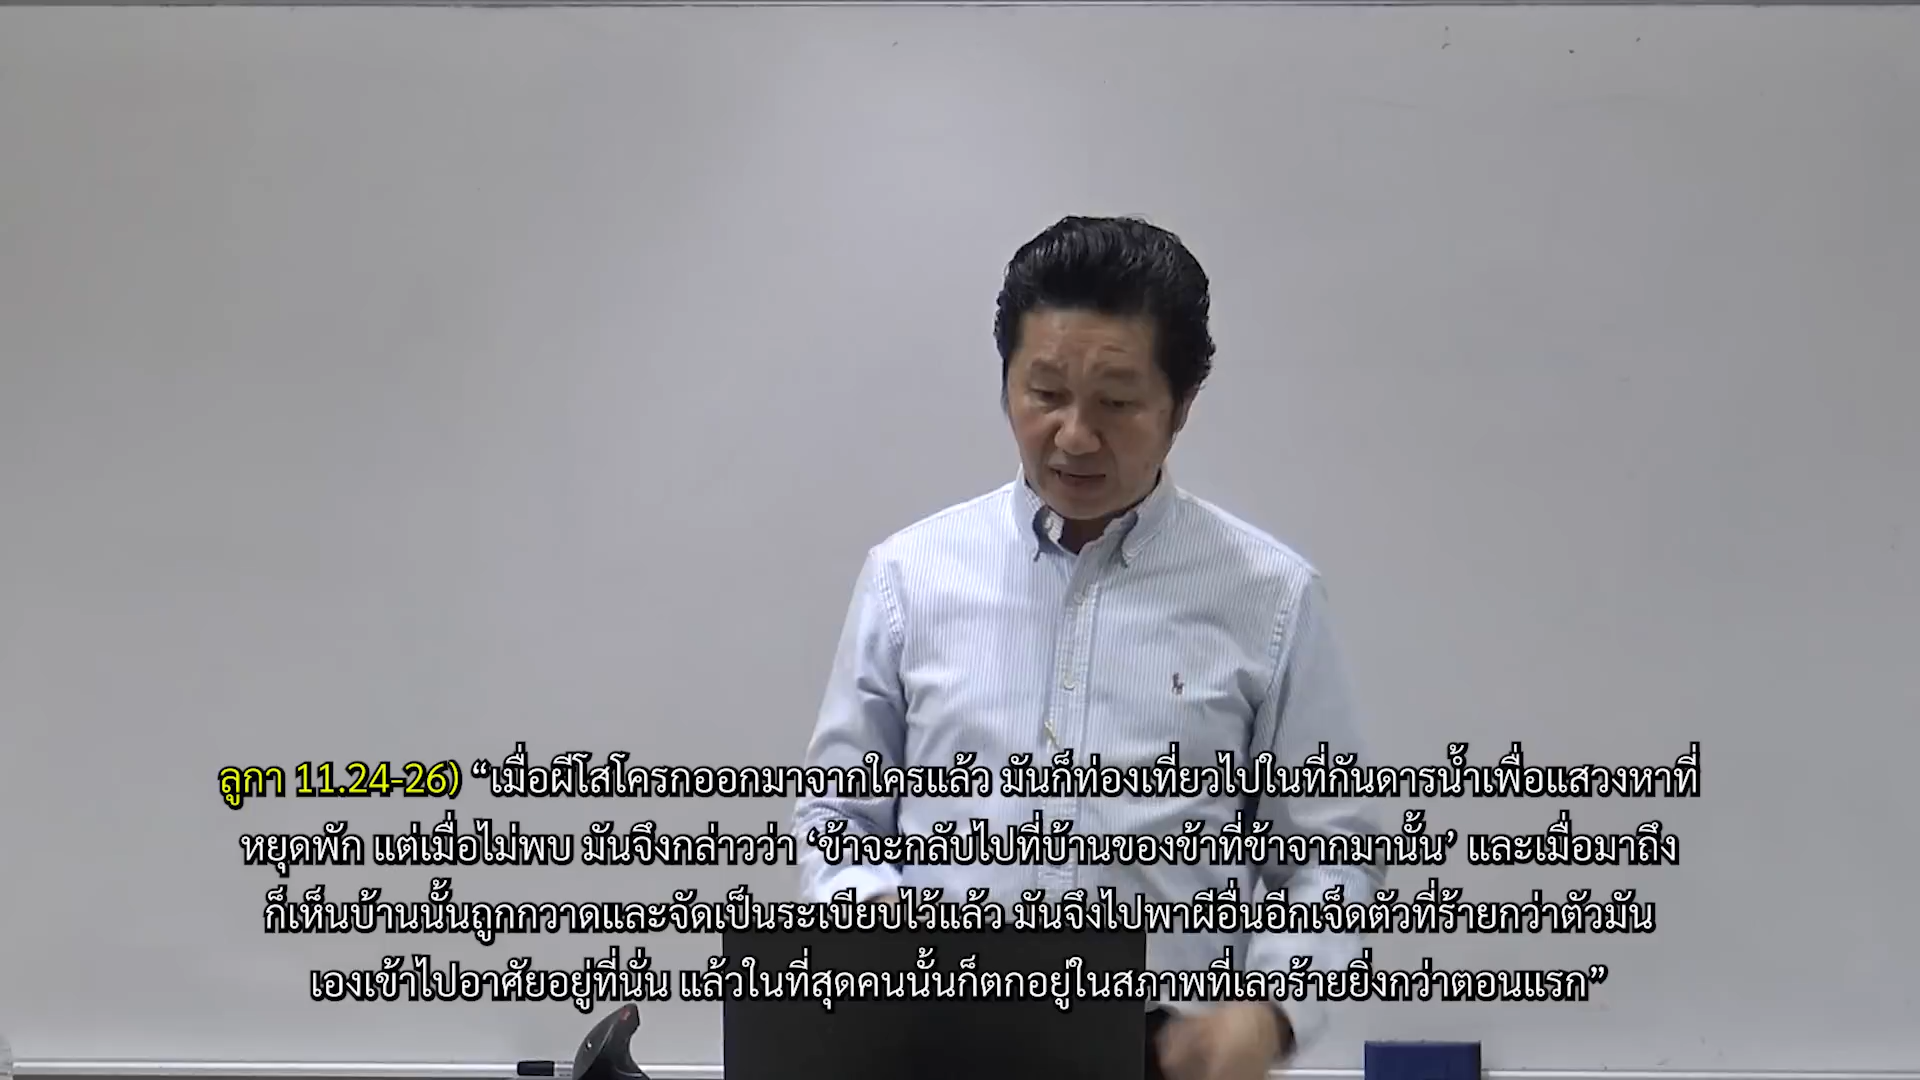 ลูกา 11.24-26) “เมื่อผีโสโครกออกมาจากใครแล้ว มันก็ท่องเที่ยวไปในที่กันดารน้ำเพื่อแสวงหาที่
หยุดพัก แต่เมื่อไม่พบ มันจึงกล่าวว่า ‘ข้าจะกลับไปที่บ้านของข้าที่ข้าจากมานั้น’ และเมื่อมาถึง
ก็เห็นบ้านนั้นถูกกวาดและจัดเป็นระเบียบไว้แล้ว มันจึงไปพาผีอื่นอีกเจ็ดตัวที่ร้ายกว่าตัวมัน
เองเข้าไปอาศัยอยู่ที่นั่น แล้วในที่สุดคนนั้นก็ตกอยู่ในสภาพที่เลวร้ายยิ่งกว่าตอนแรก”